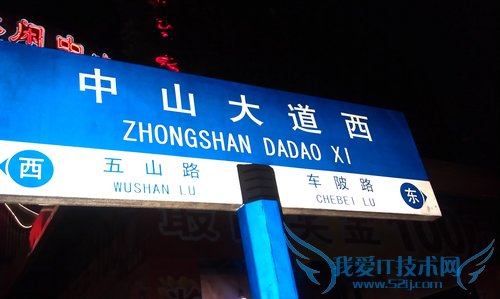 中山大道西
ZHONGSHAN DADAO XI
西
五山路
WUSHAN LU
车陂路
CHEBEI LU
东
100
我爱IT技术网
www.52ij.com